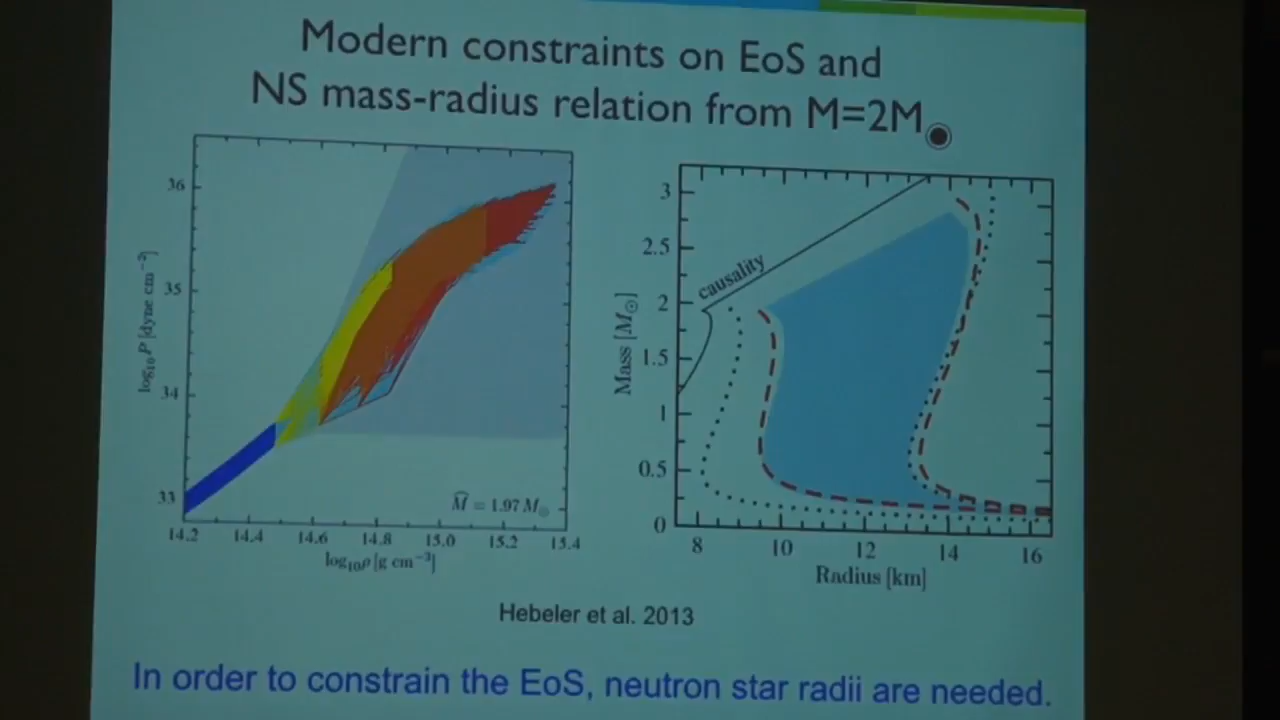 Modern constraints on EoS and
NS mass-radius relation from M=2M☉
36
35
34
33
log₁₀P [dyne cm⁻²]
M̂ = 1.97 M☉
14.2 14.4 14.6 14.8 15.0 15.2 15.4
log₁₀ρ [g cm⁻³]
3
2.5
2
1.5
1
0.5
0
Mass [M☉]
causality
8 10 12 14 16
Radius [km]
Hebeler et al. 2013
In order to constrain the EoS, neutron star radii are needed.